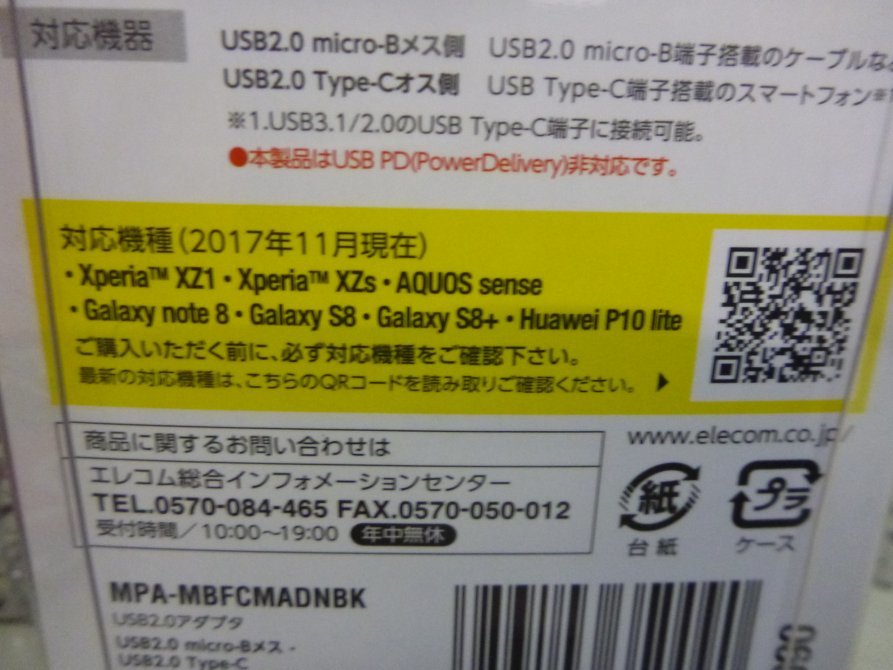 対応機器
USB2.0 micro-Bメス側 USB2.0 micro-B端子搭載のケーブルな
USB2.0 Type-Cオス側 USB Type-C端子搭載のスマートフォン※1
※1.USB3.1/2.0のUSB Type-C端子に接続可能。
●本製品はUSB PD(PowerDelivery)非対応です。
対応機種(2017年11月現在)
・Xperia™ XZ1・Xperia™ XZs・AQUOS sense
・Galaxy note 8・Galaxy S8・Galaxy S8+・Huawei P10 lite
ご購入いただく前に、必ず対応機種をご確認下さい。
最新の対応機種は、こちらのQRコードを読み取りご確認ください。 ▶
商品に関するお問い合わせは
エレコム総合インフォメーションセンター
TEL.0570-084-465 FAX.0570-050-012
受付時間/10:00~19:00 年中無休
www.elecom.co.jp/
紙
台紙
プラ
ケース
MPA-MBFCMADNBK
USB2.0アダプタ
USB2.0 micro-Bメス・
USB2.0 Type-C